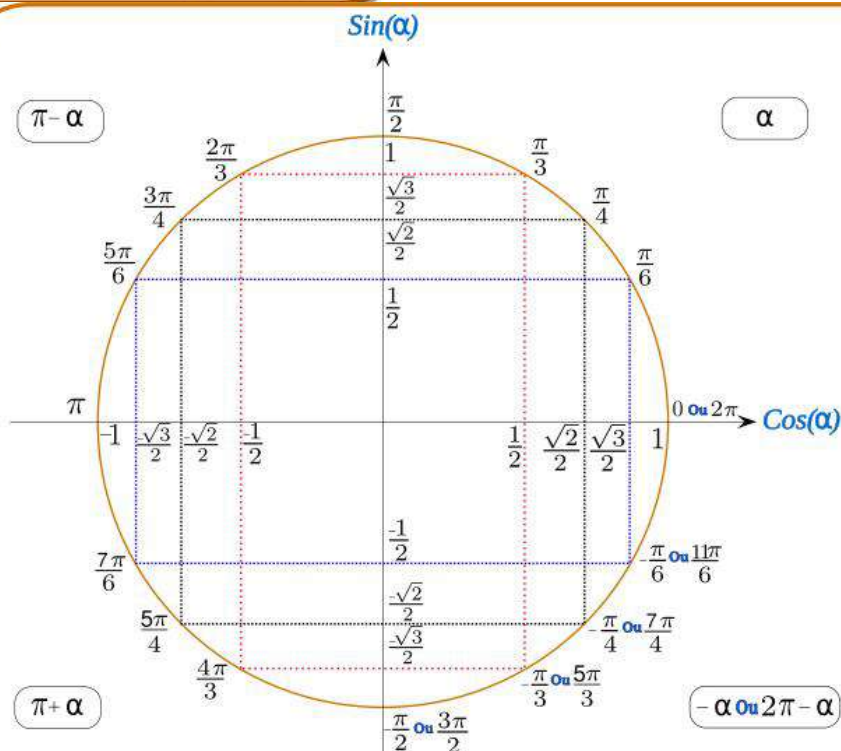 Sin(α)
π/2
π- α
α
2π/3
1
π/3
3π/4
√3/2
π/4
√2/2
5π/6
π/6
1/2
π
0 Ou 2π
Cos(α)
-1
-√3/2
-√2/2
-1/2
1/2
√2/2
√3/2
1
-1/2
7π/6
-π/6 Ou 11π/6
-√2/2
5π/4
-π/4 Ou 7π/4
-√3/2
4π/3
-π/3 Ou 5π/3
π+ α
- α Ou 2π- α
-π/2 Ou 3π/2